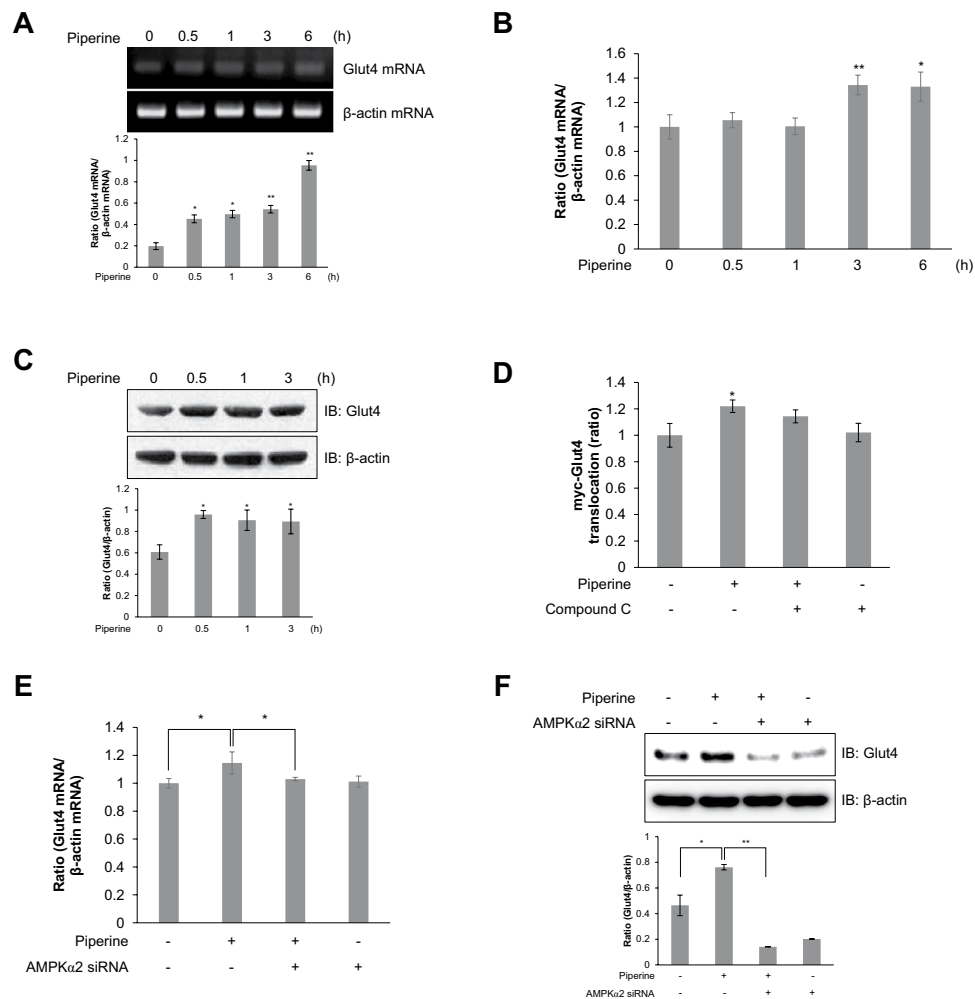 A
Piperine 0 0.5 1 3 6 (h)
Glut4 mRNA
β-actin mRNA
Ratio (Glut4 mRNA/
β-actin mRNA)
1.2
1
0.8
0.6
0.4
0.2
0
* * ** **
Piperine 0 0.5 1 3 6 (h)
B
Ratio (Glut4 mRNA/
β-actin mRNA)
1.6
1.4
1.2
1
0.8
0.6
0.4
0.2
0
** *
Piperine 0 0.5 1 3 6 (h)
C
Piperine 0 0.5 1 3 (h)
IB: Glut4
IB: β-actin
Ratio (Glut4/β-actin)
1.2
1
0.8
0.6
0.4
0.2
0
* * *
Piperine 0 0.5 1 3 (h)
D
myc-Glut4
translocation (ratio)
1.4
1.2
1
0.8
0.6
0.4
0.2
0
*
Piperine - + + -
Compound C - - + +
E
Ratio (Glut4 mRNA/
β-actin mRNA)
1.4
1.2
1
0.8
0.6
0.4
0.2
0
* *
Piperine - + + -
AMPKα2 siRNA - - + +
F
Piperine - + + -
AMPKα2 siRNA - - + +
IB: Glut4
IB: β-actin
Ratio (Glut4/β-actin)
1
0.8
0.6
0.4
0.2
0
* **
Piperine - + + -
AMPKα2 siRNA - - + +